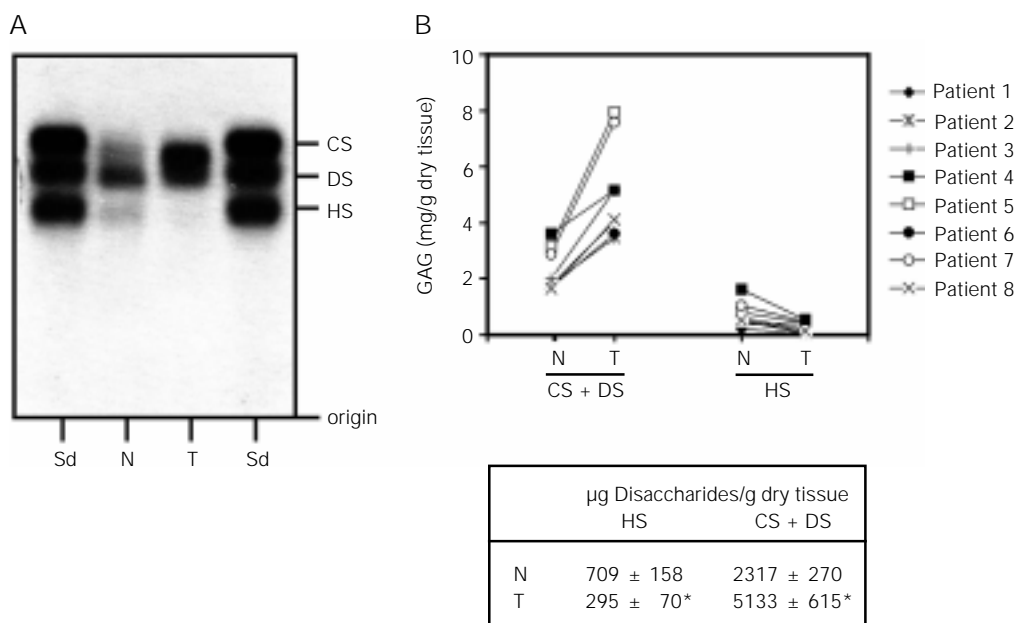 A
CS
DS
HS
origin
Sd N T Sd
B
GAG (mg/g dry tissue)
10
8
6
4
2
0
N T N T
CS + DS HS
Patient 1
Patient 2
Patient 3
Patient 4
Patient 5
Patient 6
Patient 7
Patient 8
µg Disaccharides/g dry tissue
HS CS + DS
N 709 ± 158 2317 ± 270
T 295 ± 70* 5133 ± 615*